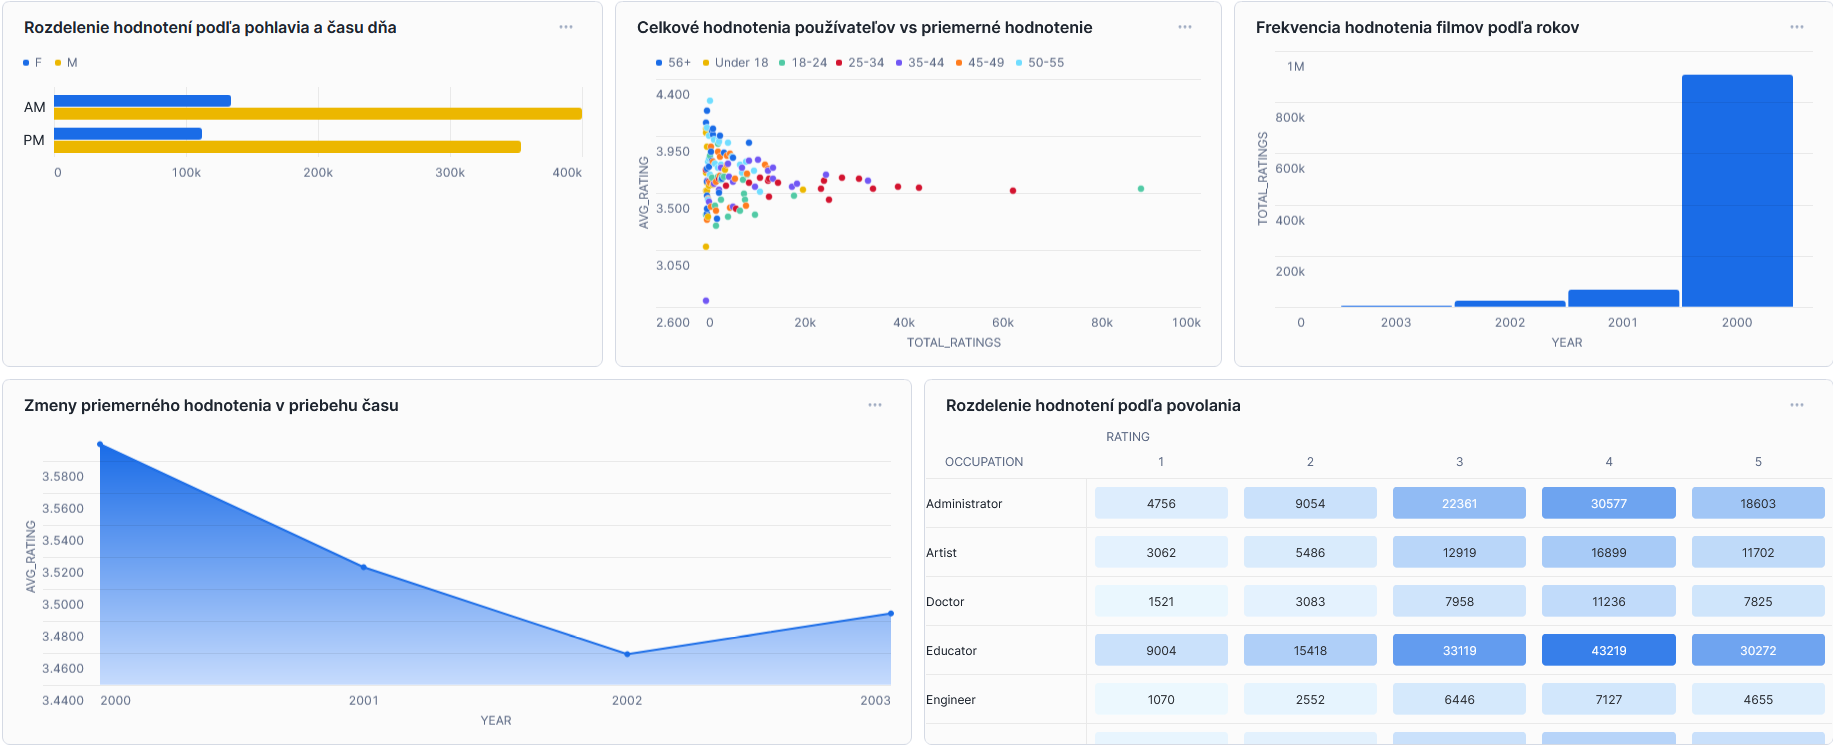 Rozdelenie hodnotení podľa pohlavia a času dňa
F M
AM
PM
0 100k 200k 300k 400k
Celkové hodnotenia používateľov vs priemerné hodnotenie
56+ Under 18 18-24 25-34 35-44 45-49 50-55
AVG_RATING
4.400
3.950
3.500
3.050
2.600
0 20k 40k 60k 80k 100k
TOTAL_RATINGS
Frekvencia hodnotenia filmov podľa rokov
TOTAL_RATINGS
1M
800k
600k
400k
200k
0
2003 2002 2001 2000
YEAR
Zmeny priemerného hodnotenia v priebehu času
AVG_RATING
3.5800
3.5600
3.5400
3.5200
3.5000
3.4800
3.4600
3.4400
2000 2001 2002 2003
YEAR
Rozdelenie hodnotení podľa povolania
RATING
OCCUPATION 1 2 3 4 5
Administrator 4756 9054 22361 30577 18603
Artist 3062 5486 12919 16899 11702
Doctor 1521 3083 7958 11236 7825
Educator 9004 15418 33119 43219 30272
Engineer 1070 2552 6446 7127 4655